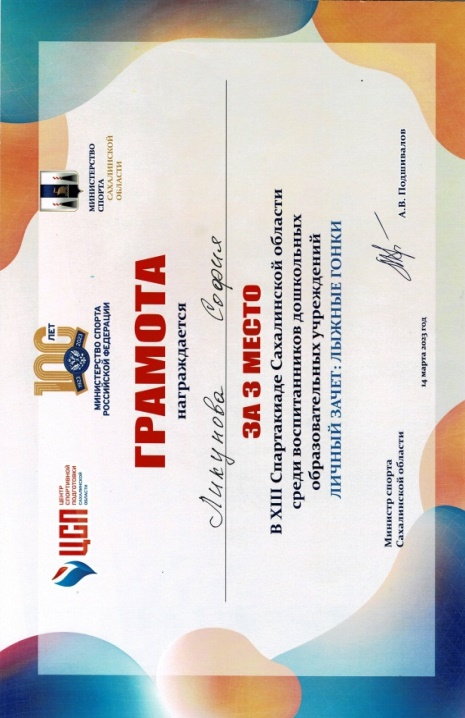 ЦСП
ЦЕНТР
СПОРТИВНОЙ
ПОДГОТОВКИ
САХАЛИНСКОЙ
ОБЛАСТИ
100 ЛЕТ
1923 2023
МИНИСТЕРСТВО СПОРТА
РОССИЙСКОЙ ФЕДЕРАЦИИ
МИНИСТЕРСТВО
СПОРТА
САХАЛИНСКОЙ
ОБЛАСТИ
ГРАМОТА
награждается
Ликунова София
ЗА 3 МЕСТО
В XIII Спартакиаде Сахалинской области
среди воспитанников дошкольных
образовательных учреждений
ЛИЧНЫЙ ЗАЧЕТ: ЛЫЖНЫЕ ГОНКИ
Министр спорта
Сахалинской области
А.В. Подшивалов
14 марта 2023 год